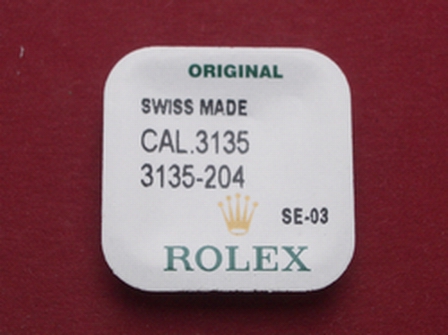 ORIGINAL
SWISS MADE
CAL.3135
3135-204
SE-03
ROLEX